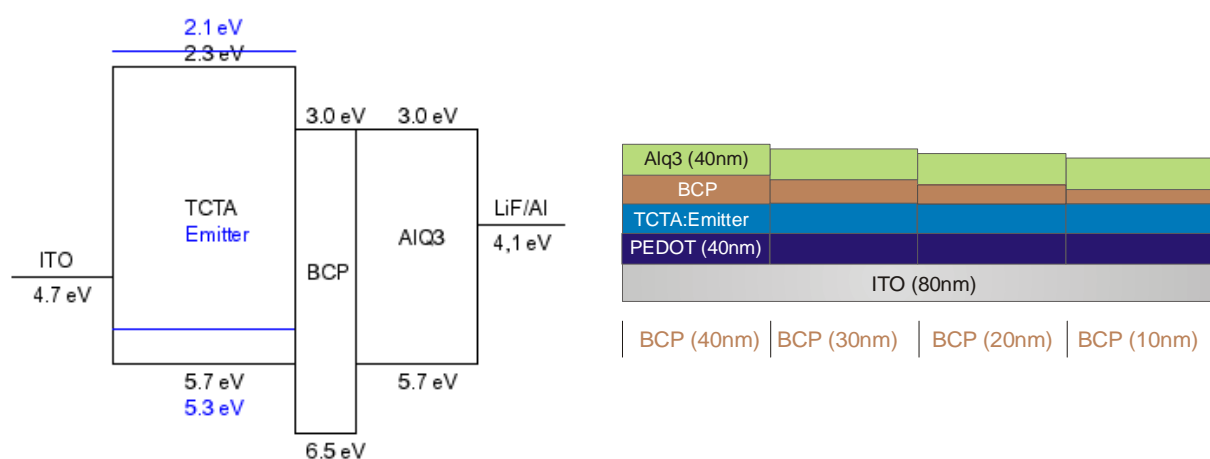 2.1 eV
2.3 eV
3.0 eV
3.0 eV
TCTA
Emitter
LiF/Al
4,1 eV
AlQ3
BCP
ITO
4.7 eV
5.7 eV
5.3 eV
5.7 eV
6.5 eV
Alq3 (40nm)
BCP
TCTA:Emitter
PEDOT (40nm)
ITO (80nm)
BCP (40nm) BCP (30nm) BCP (20nm) BCP (10nm)